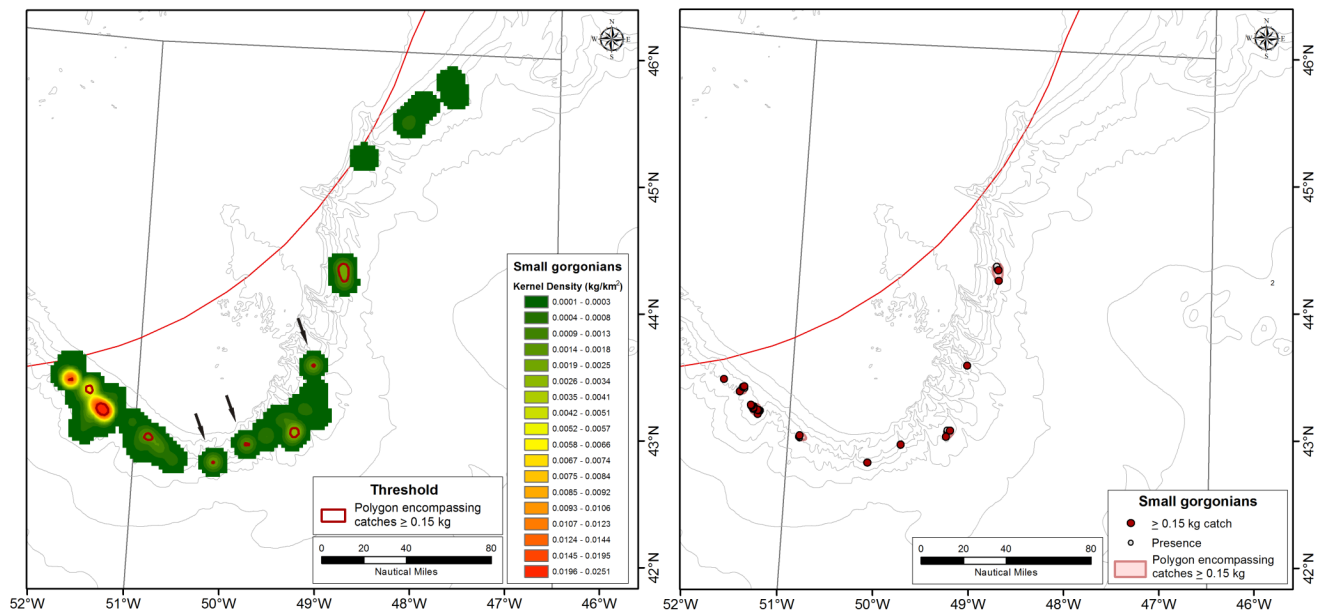 N
W
E
S
46°N
45°N
44°N
43°N
42°N
Small gorgonians
Kernel Density (kg/km²)
0.0001 - 0.0003
0.0004 - 0.0008
0.0009 - 0.0013
0.0014 - 0.0018
0.0019 - 0.0025
0.0026 - 0.0034
0.0035 - 0.0041
0.0042 - 0.0051
0.0052 - 0.0057
0.0058 - 0.0066
0.0067 - 0.0074
0.0075 - 0.0084
0.0085 - 0.0092
0.0093 - 0.0106
0.0107 - 0.0123
0.0124 - 0.0144
0.0145 - 0.0195
0.0196 - 0.0251
Threshold
Polygon encompassing
catches ≥ 0.15 kg
0 20 40 80
Nautical Miles
52°W 51°W 50°W 49°W 48°W 47°W 46°W
N
W
E
S
46°N
45°N
44°N
43°N
42°N
2
Small gorgonians
≥ 0.15 kg catch
Presence
Polygon encompassing
catches ≥ 0.15 kg
0 20 40 80
Nautical Miles
52°W 51°W 50°W 49°W 48°W 47°W 46°W